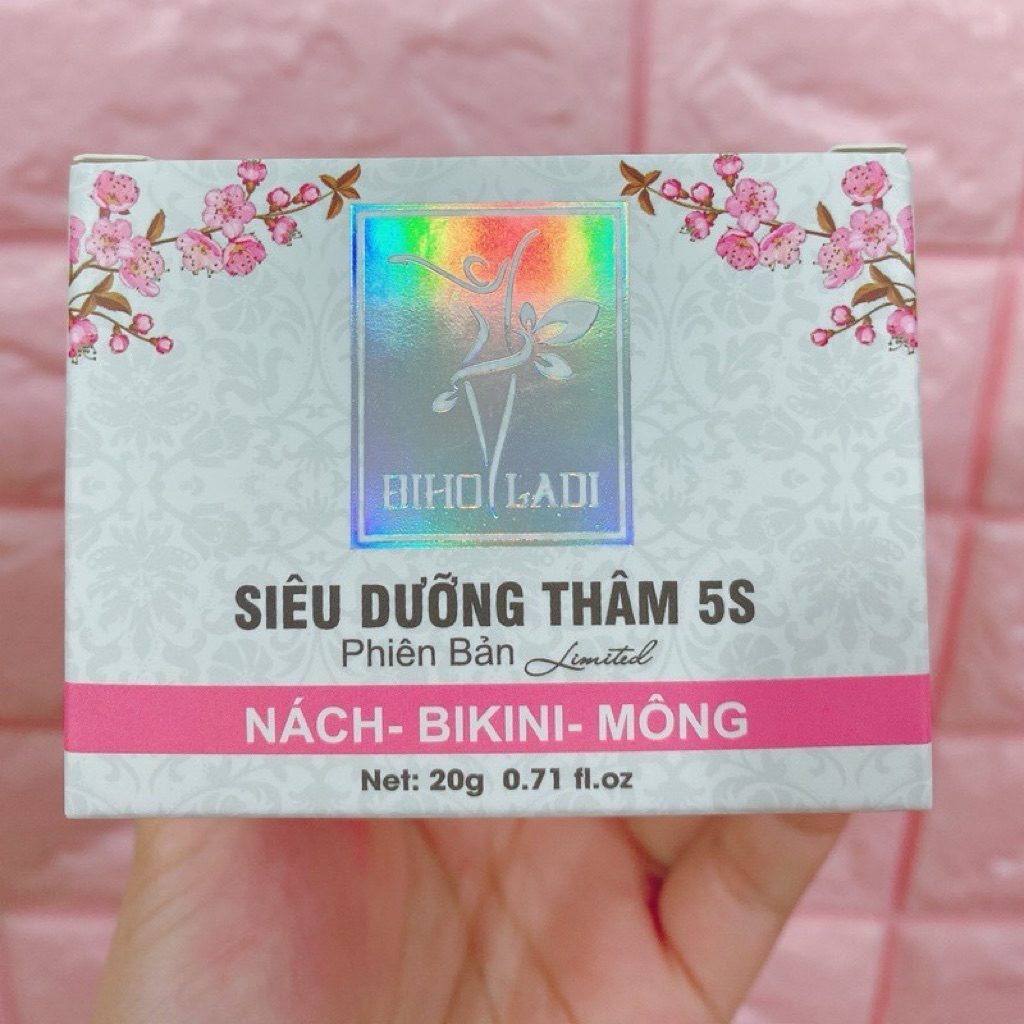 BIHO LADI
SIÊU DƯỠNG THÂM 5S
Phiên Bản Limited
NÁCH- BIKINI- MÔNG
Net: 20g 0.71 fl.oz